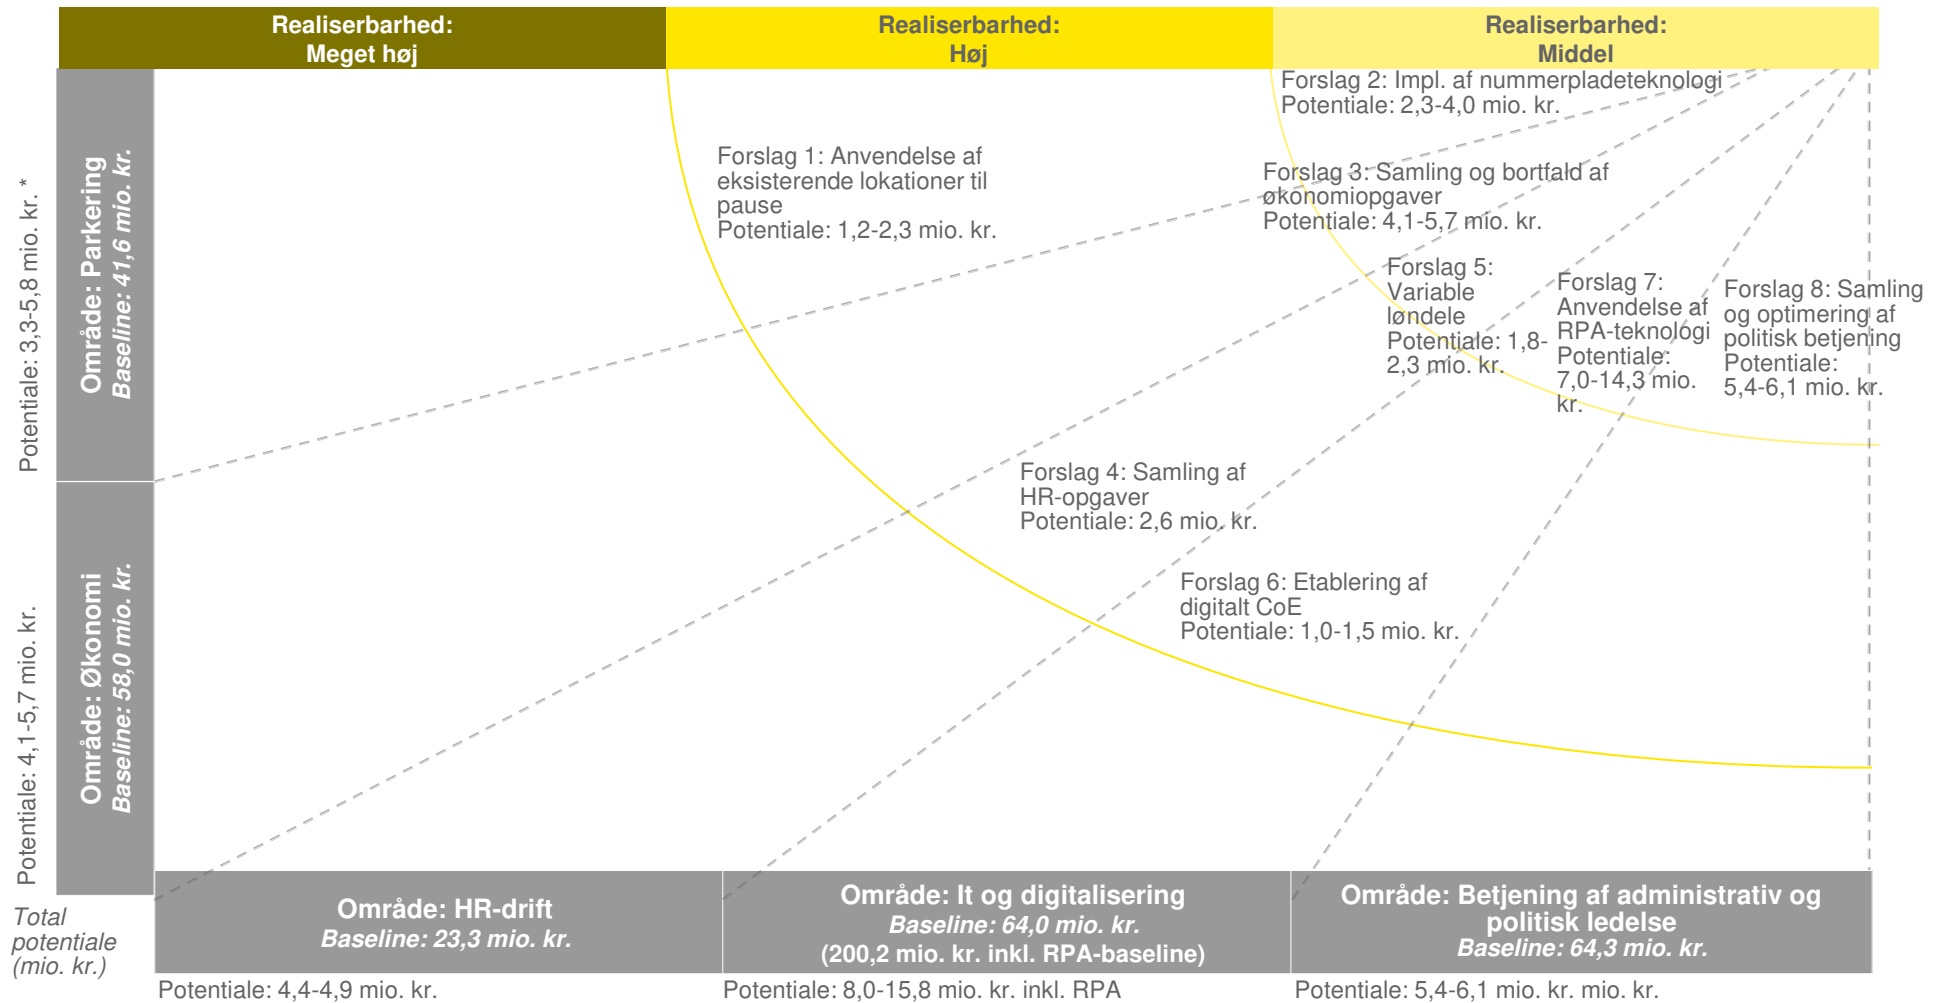 Realiserbarhed:
Meget høj
Realiserbarhed:
Høj
Realiserbarhed:
Middel
Potentiale: 3,3-5,8 mio. kr. *
Område: Parkering
Baseline: 41,6 mio. kr.
Forslag 1: Anvendelse af
eksisterende lokationer til
pause
Potentiale: 1,2-2,3 mio. kr.
Forslag 2: Impl. af nummerpladeteknologi
Potentiale: 2,3-4,0 mio. kr.
Forslag 3: Samling og bortfald af
økonomiopgaver
Potentiale: 4,1-5,7 mio. kr.
Forslag 5:
Variable
løndele
Potentiale: 1,8-
2,3 mio. kr.
Forslag 7:
Anvendelse af
RPA-teknologi
Potentiale:
7,0-14,3 mio.
kr.
Forslag 8: Samling
og optimering af
politisk betjening
Potentiale:
5,4-6,1 mio. kr.
Forslag 4: Samling af
HR-opgaver
Potentiale: 2,6 mio. kr.
Forslag 6: Etablering af
digitalt CoE
Potentiale: 1,0-1,5 mio. kr.
Potentiale: 4,1-5,7 mio. kr.
Område: Økonomi
Baseline: 58,0 mio. kr.
Total
potentiale
(mio. kr.)
Område: HR-drift
Baseline: 23,3 mio. kr.
Område: It og digitalisering
Baseline: 64,0 mio. kr.
(200,2 mio. kr. inkl. RPA-baseline)
Område: Betjening af administrativ og
politisk ledelse
Baseline: 64,3 mio. kr.
Potentiale: 4,4-4,9 mio. kr.
Potentiale: 8,0-15,8 mio. kr. inkl. RPA
Potentiale: 5,4-6,1 mio. kr. mio. kr.